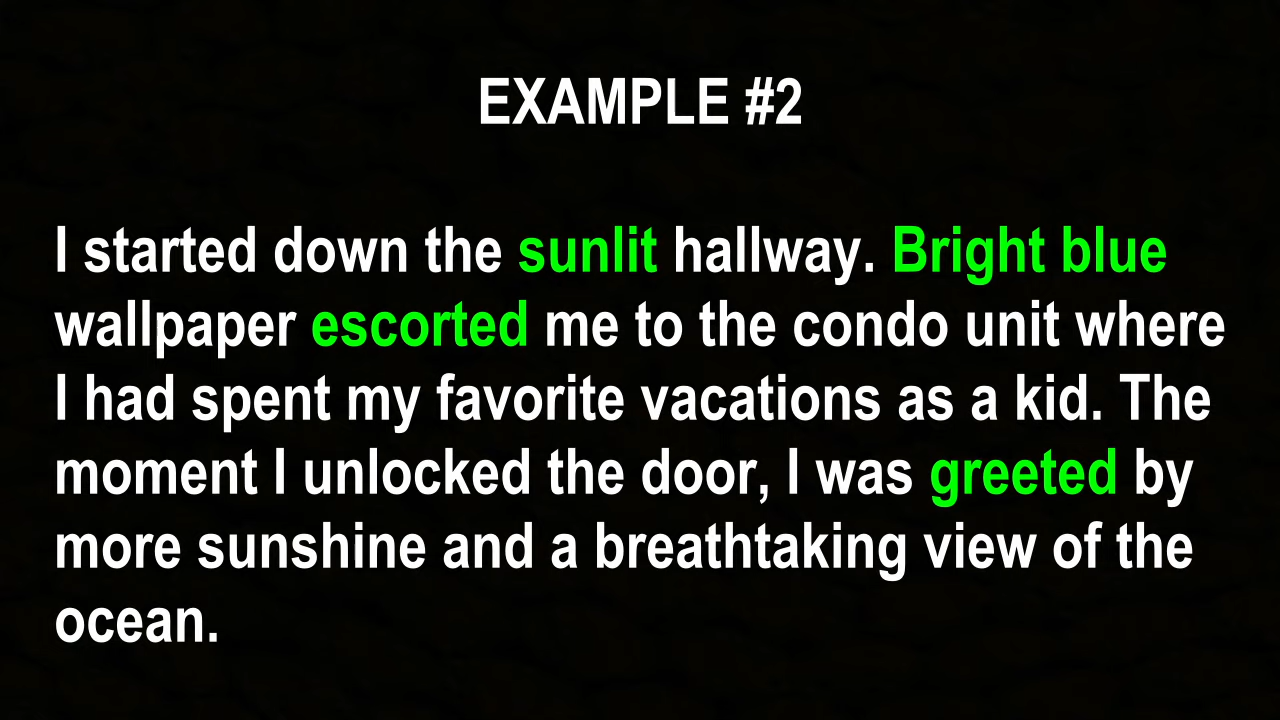 EXAMPLE #2
I started down the sunlit hallway. Bright blue
wallpaper escorted me to the condo unit where
I had spent my favorite vacations as a kid. The
moment I unlocked the door, I was greeted by
more sunshine and a breathtaking view of the
ocean.